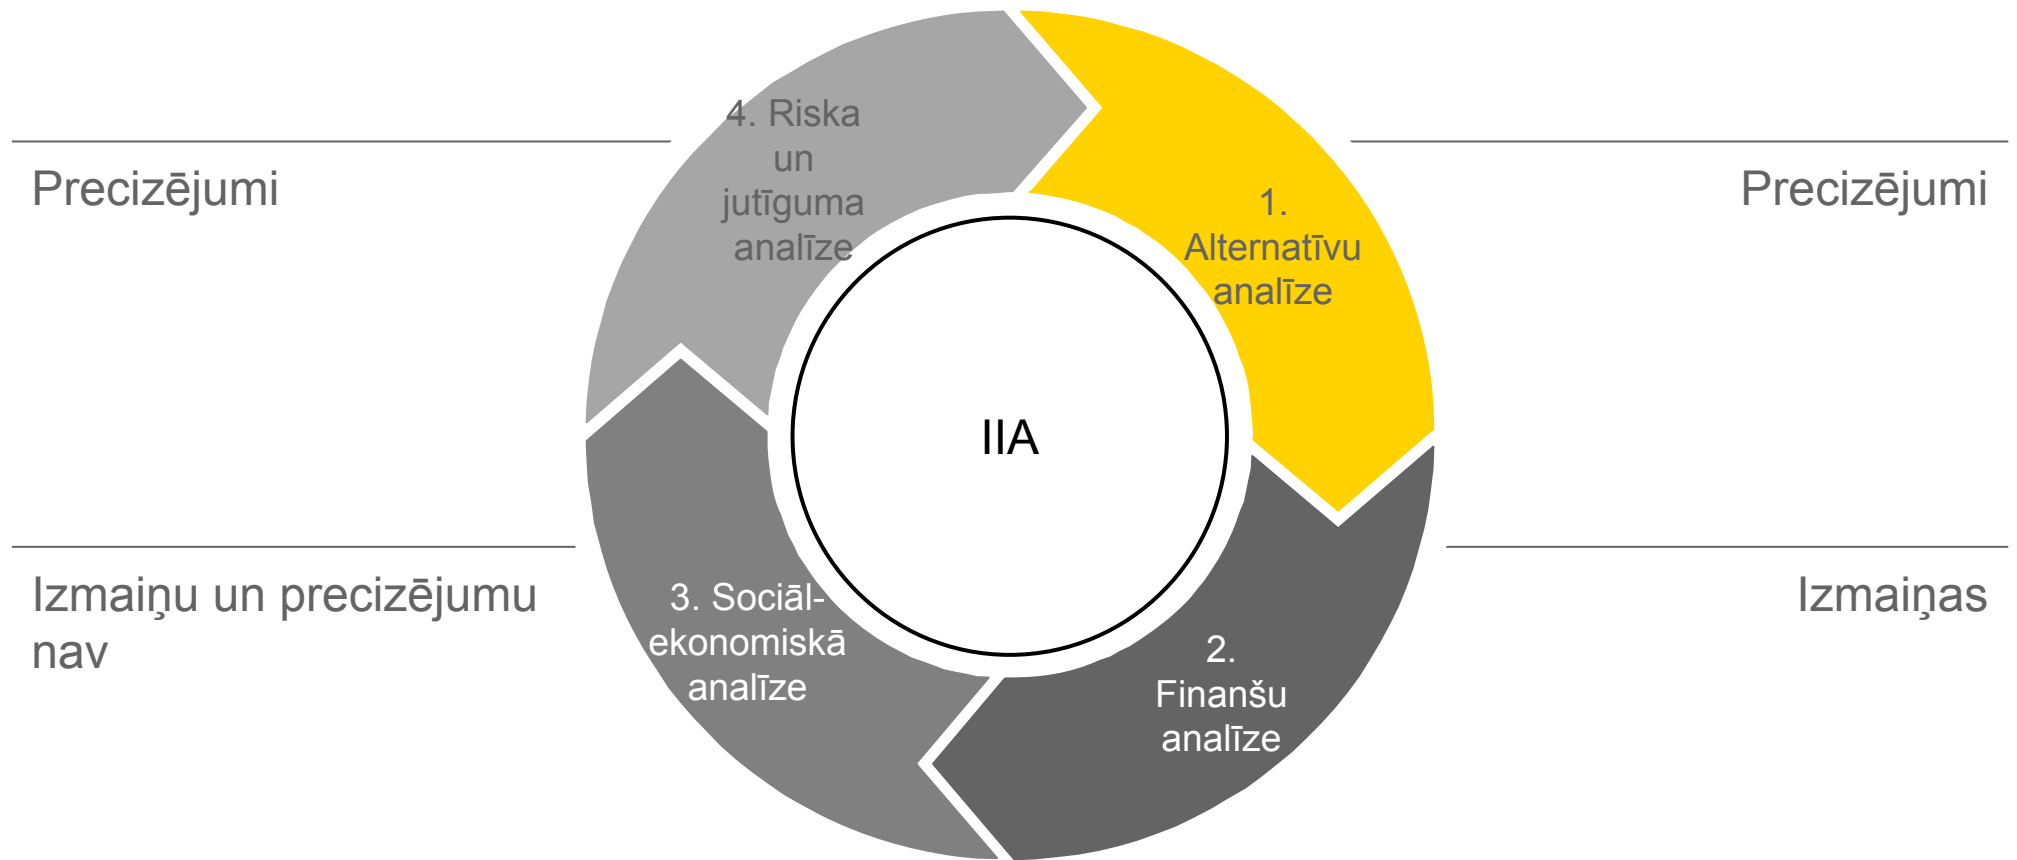 4. Riska
un
jutīguma
analīze
Precizējumi
Precizējumi
1.
Alternatīvu
analīze
IIA
Izmaiņu un precizējumu
nav
Izmaiņas
3. Sociāl-
ekonomiskā
analīze
2.
Finanšu
analīze